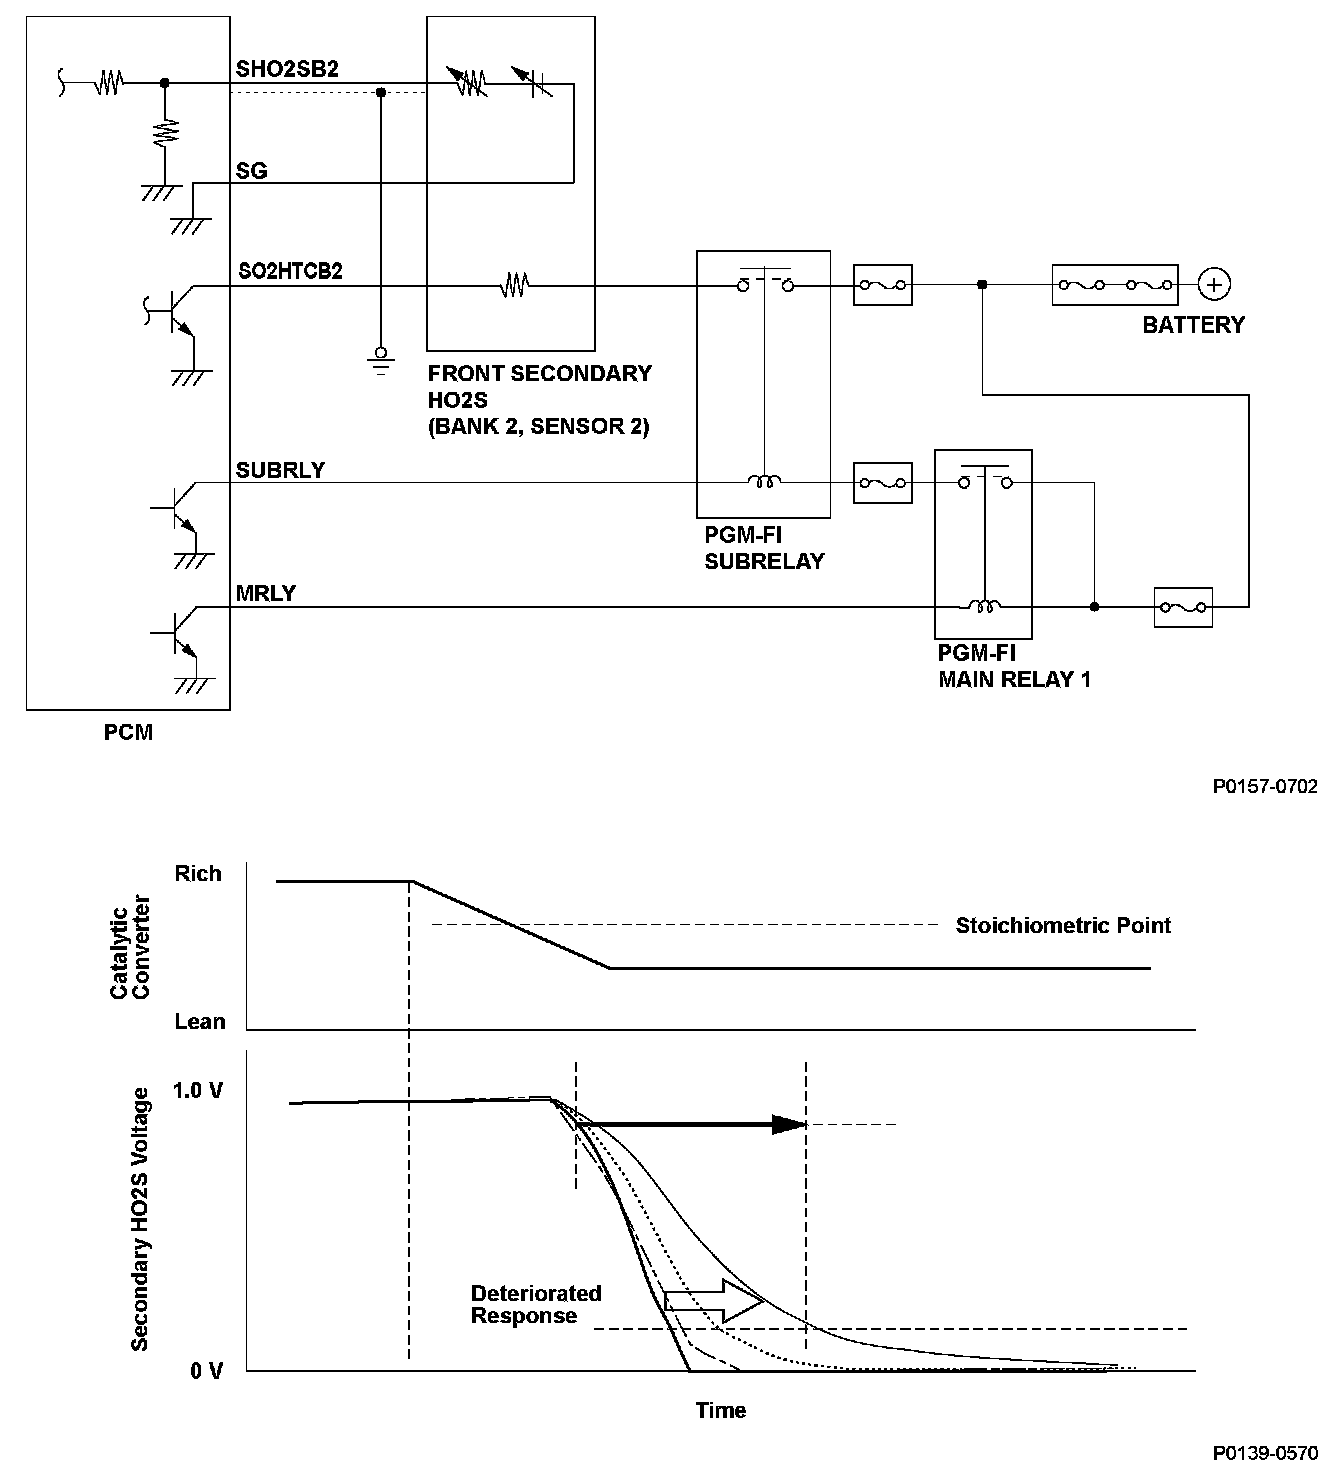 SHO2SB2
SG
SO2HTCB2
BATTERY
FRONT SECONDARY
HO2S
(BANK 2, SENSOR 2)
SUBRLY
PGM-FI
SUBRELAY
MRLY
PGM-FI
MAIN RELAY 1
PCM
P0157-0702
Rich
Catalytic
Converter
Stoichiometric Point
Lean
1.0 V
Secondary HO2S Voltage
Deteriorated
Response
0 V
Time
P0139-0570